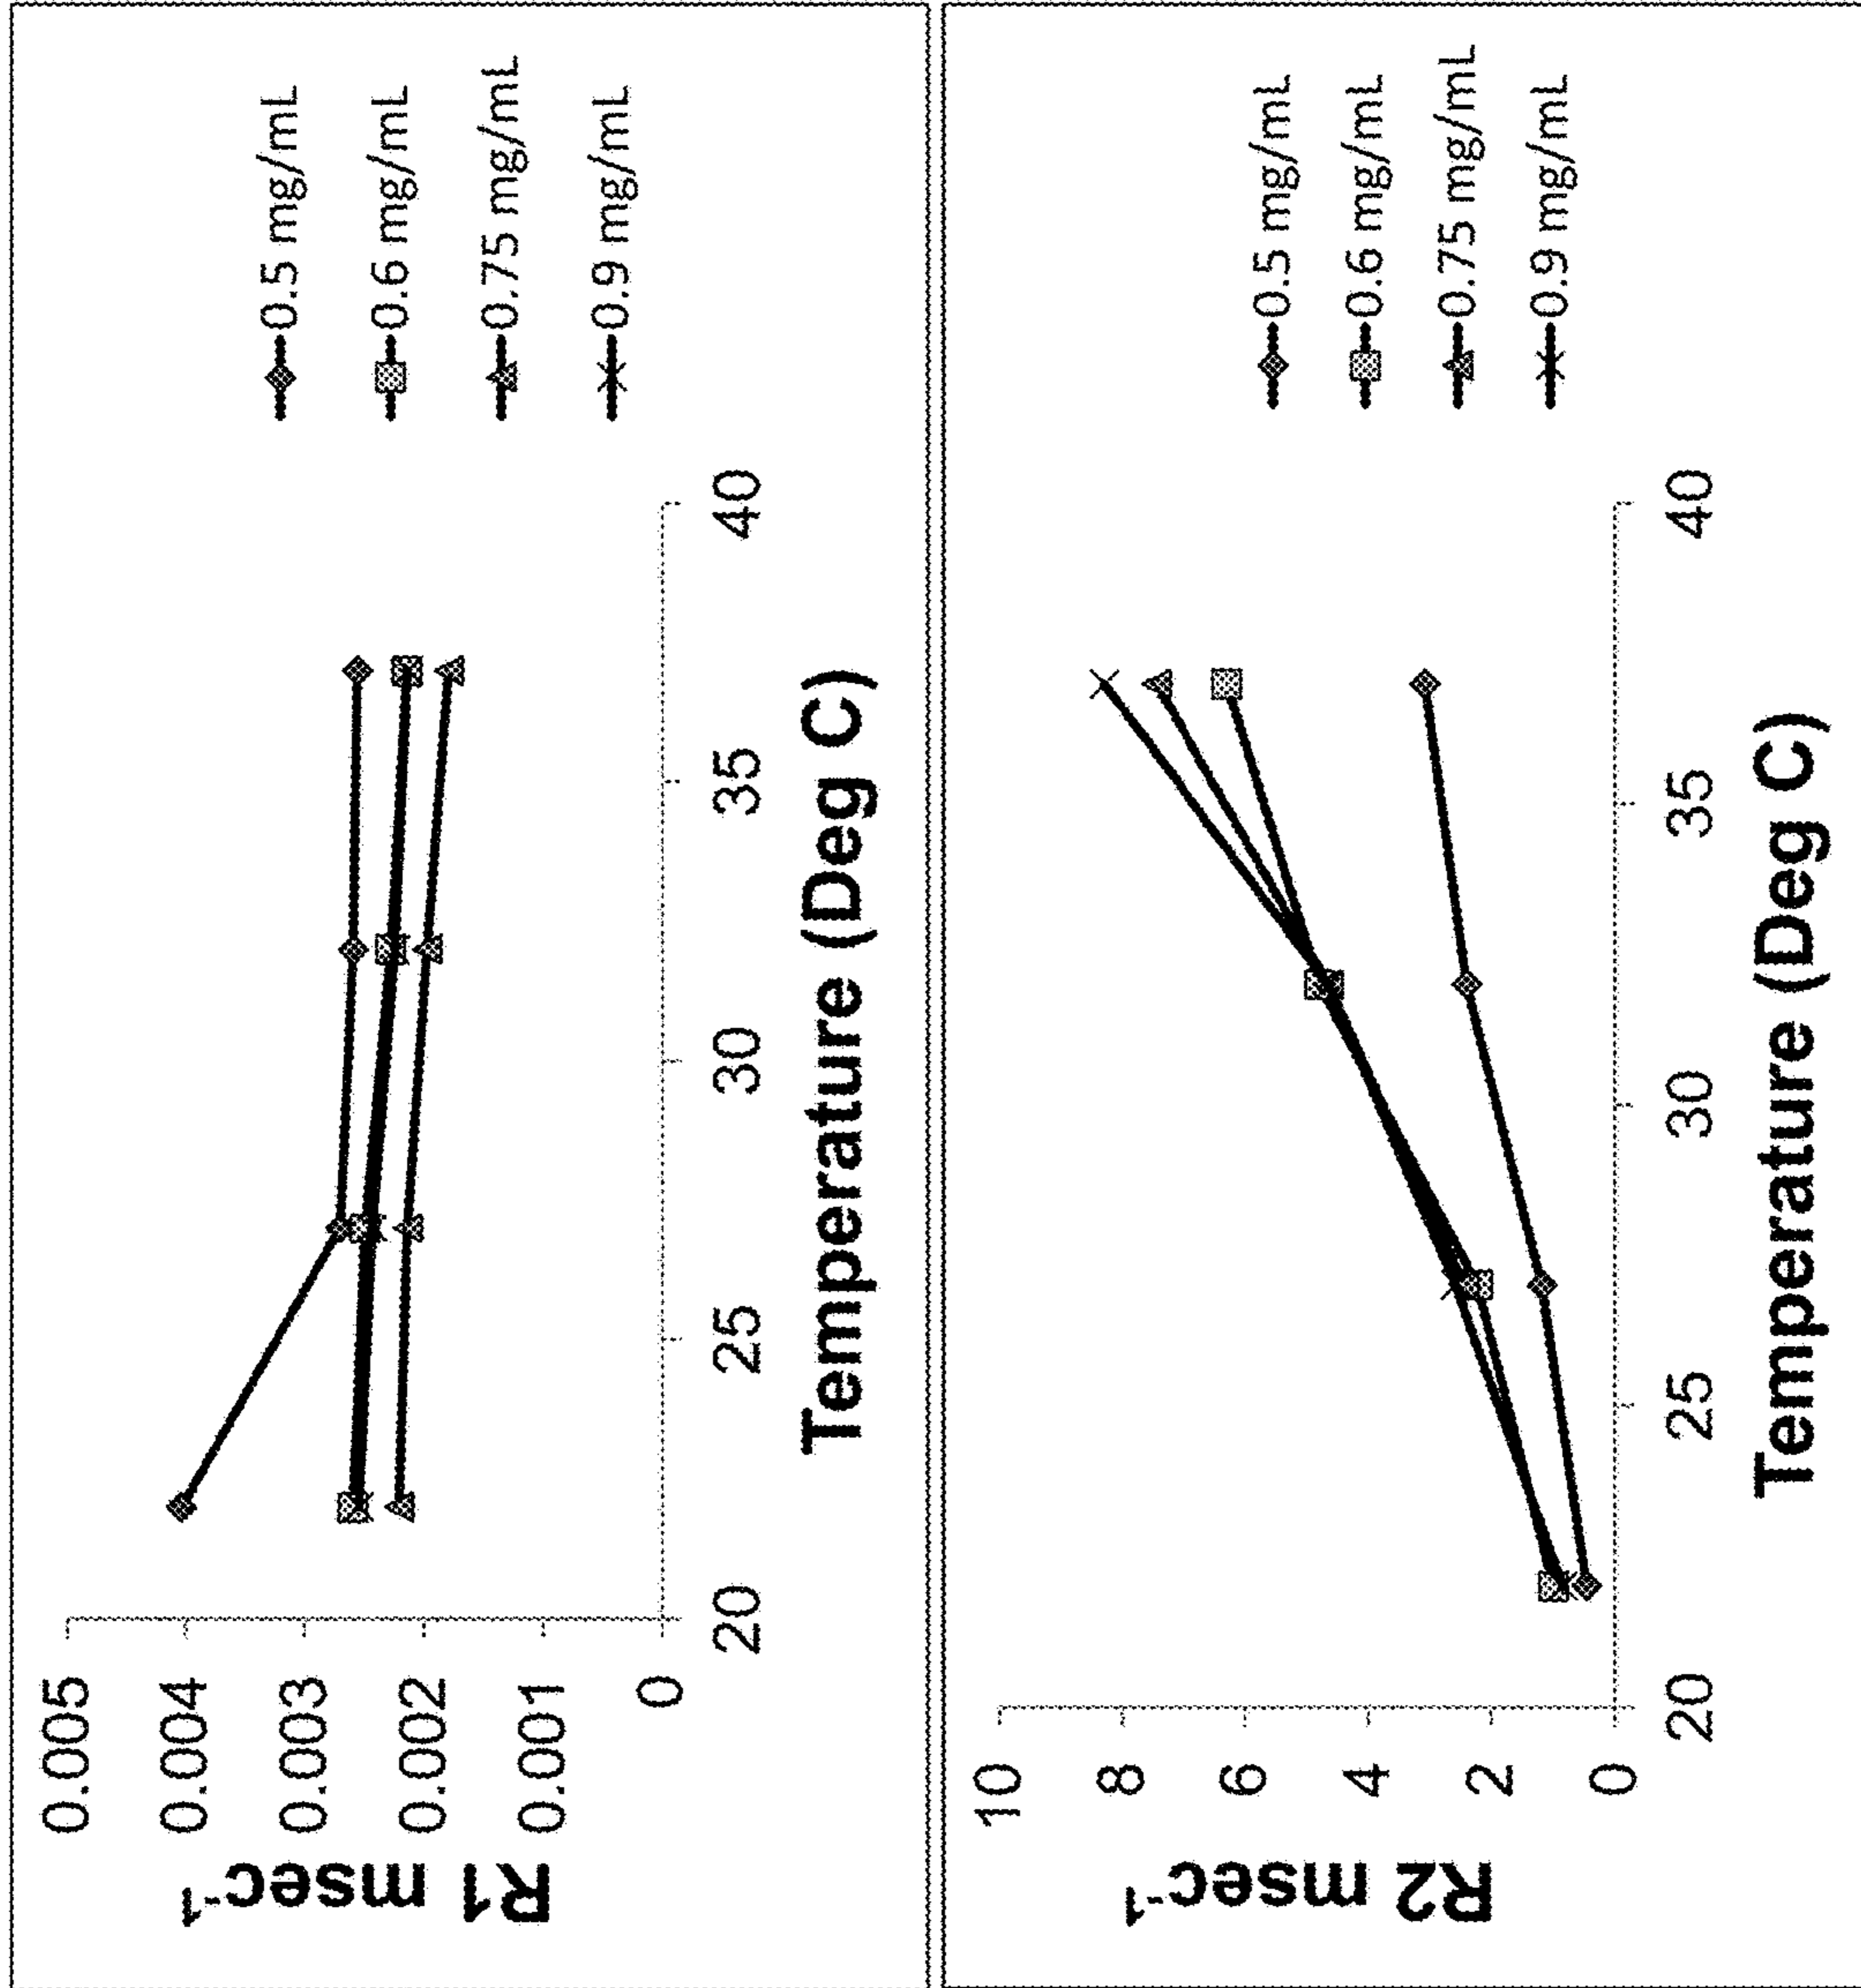 R1 msec-1
0.005
0.004
0.003
0.002
0.001
0
20
25
30
35
40
Temperature (Deg C)
0.5 mg/mL
0.6 mg/mL
0.75 mg/mL
0.9 mg/mL
R2 msec-1
10
8
6
4
2
0
20
25
30
35
40
Temperature (Deg C)
0.5 mg/mL
0.6 mg/mL
0.75 mg/mL
0.9 mg/mL